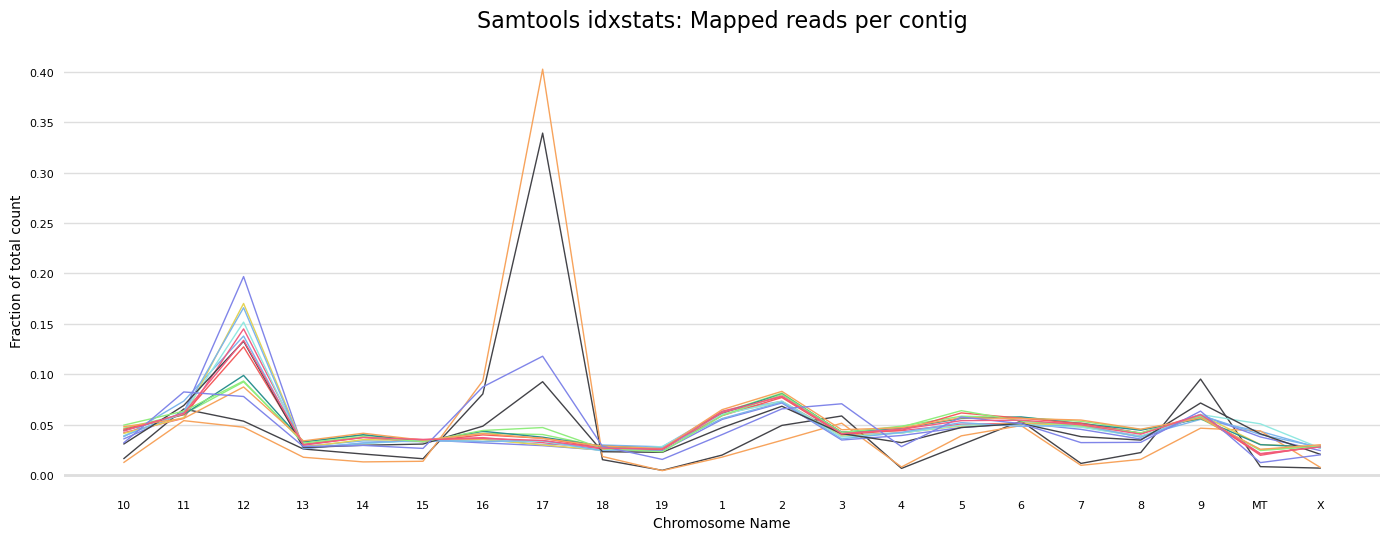 Samtools idxstats: Mapped reads per contig
Fraction of total count
0.40
0.35
0.30
0.25
0.20
0.15
0.10
0.05
0.00
10 11 12 13 14 15 16 17 18 19 1 2 3 4 5 6 7 8 9 MT X
Chromosome Name